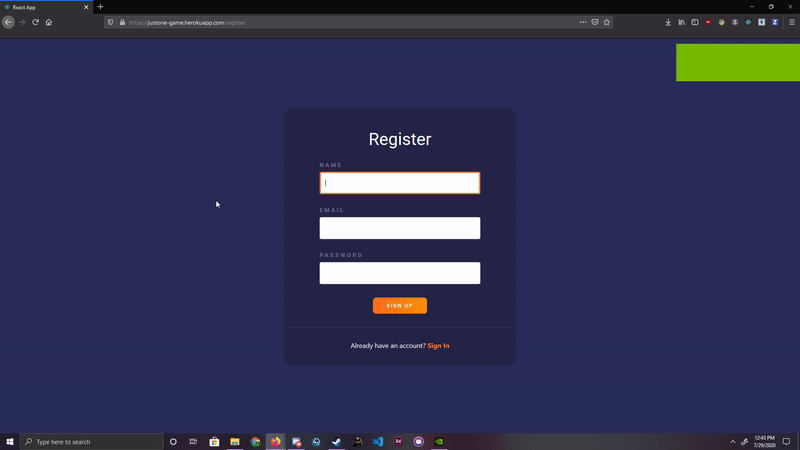 React App
https://justone-game.herokuapp.com/register
Register
NAME
EMAIL
PASSWORD
SIGN UP
Already have an account? Sign In
Type here to search
12:43 PM
7/29/2020